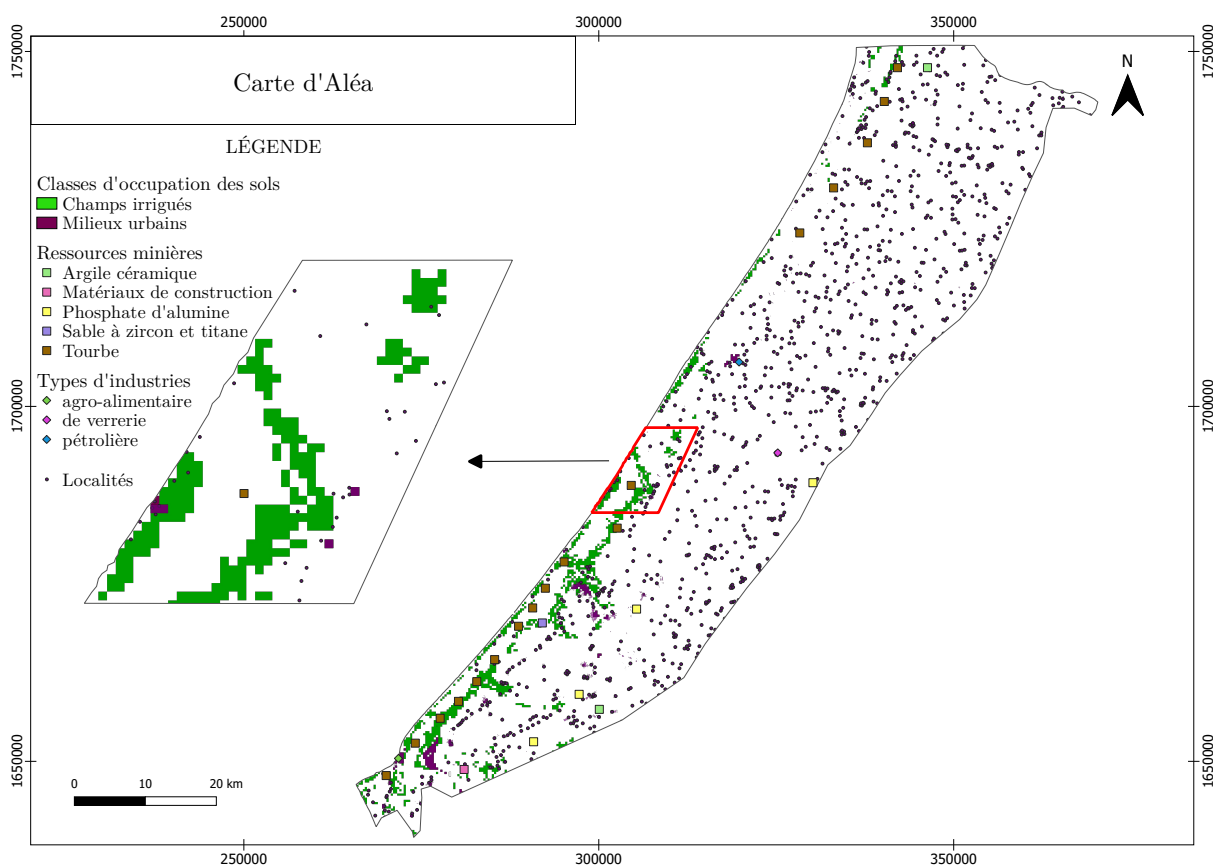 250000 300000 350000
1750000 1750000
Carte d'Aléa
N
LÉGENDE
Classes d'occupation des sols
Champs irrigués
Milieux urbains
Ressources minières
Argile céramique
Matériaux de construction
Phosphate d'alumine
Sable à zircon et titane
Tourbe
Types d'industries
agro-alimentaire
de verrerie
pétrolière
Localités
1700000 1700000
1650000 1650000
0 10 20 km
250000 300000 350000